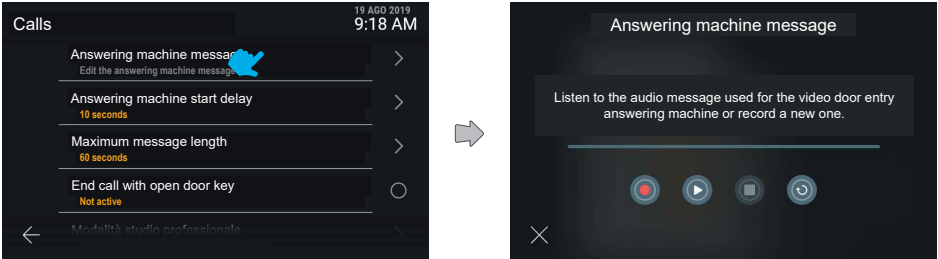 Calls
19 AGO 2019
9:18 AM
Answering machine message
Edit the answering machine message
Answering machine start delay
10 seconds
Maximum message length
60 seconds
End call with open door key
Not active
Modalità studio professionale
Answering machine message
Listen to the audio message used for the video door entry
answering machine or record a new one.